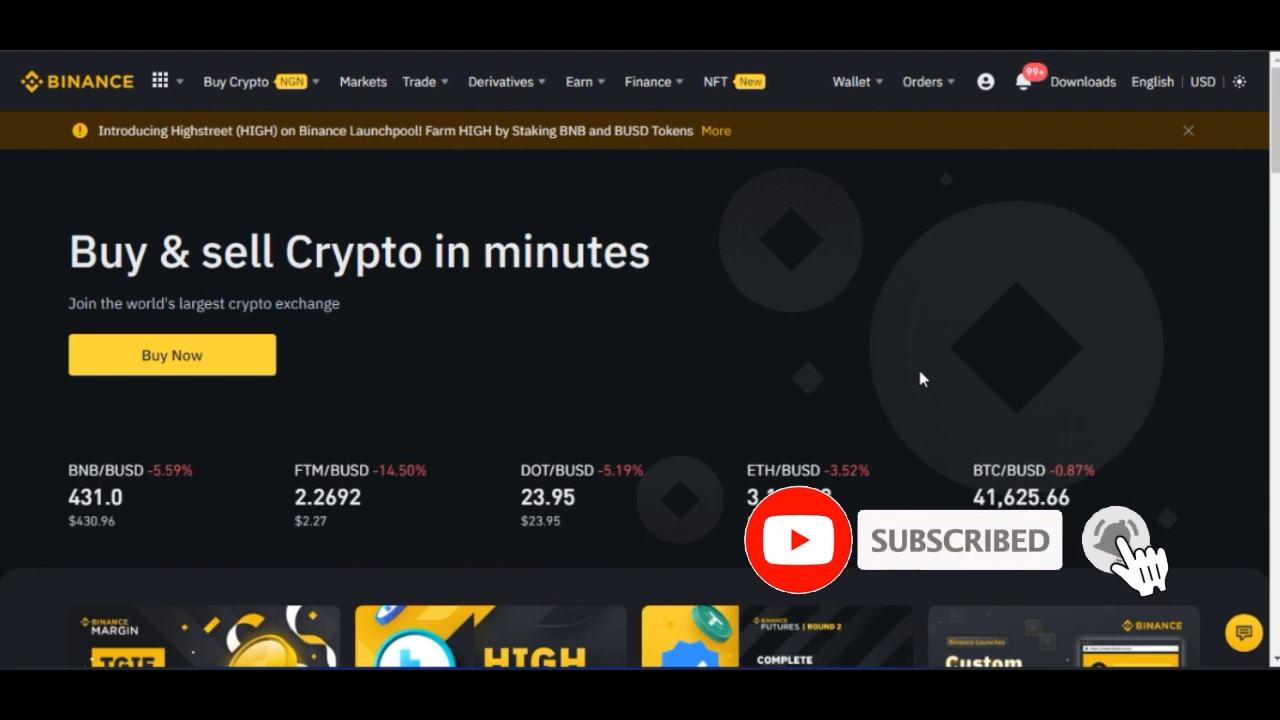 BINANCE Buy Crypto NGN Markets Trade Derivatives Earn Finance NFT New Wallet Orders 99+ Downloads English | USD
Introducing Highstreet (HIGH) on Binance Launchpool! Farm HIGH by Staking BNB and BUSD Tokens More
Buy & sell Crypto in minutes
Join the world's largest crypto exchange
Buy Now
BNB/BUSD -5.59% FTM/BUSD -14.50% DOT/BUSD -5.19% ETH/BUSD -3.52% BTC/BUSD -0.87%
431.0 2.2692 23.95 41,625.66
$430.96 $2.27 $23.95
SUBSCRIBED
BINANCE
MARGIN
TGIF
HIGH
BINANCE
FUTURES | ROUND 2
COMPLETE
BINANCE
Binance Launches
Custom